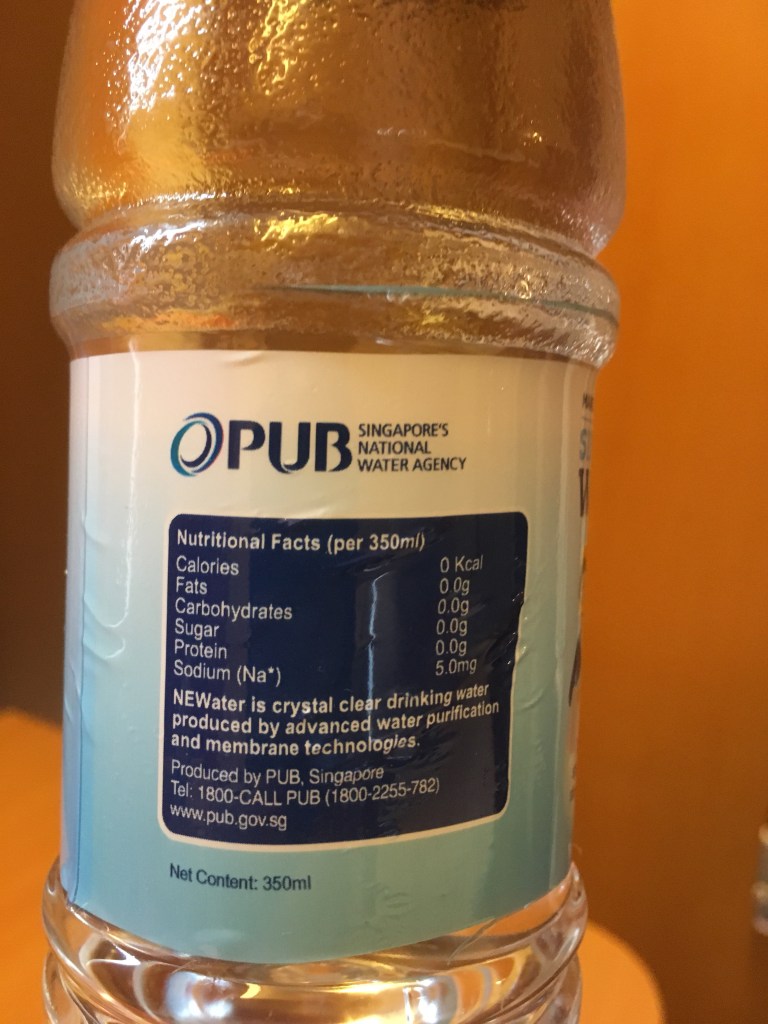 PUB
SINGAPORE'S
NATIONAL
WATER AGENCY
Nutritional Facts (per 350ml)
Calories 0 Kcal
Fats 0.0g
Carbohydrates 0.0g
Sugar 0.0g
Protein 0.0g
Sodium (Na*) 5.0mg
NEWater is crystal clear drinking water
produced by advanced water purification
and membrane technologies.
Produced by PUB, Singapore
Tel: 1800-CALL PUB (1800-2255-782)
www.pub.gov.sg
Net Content: 350ml